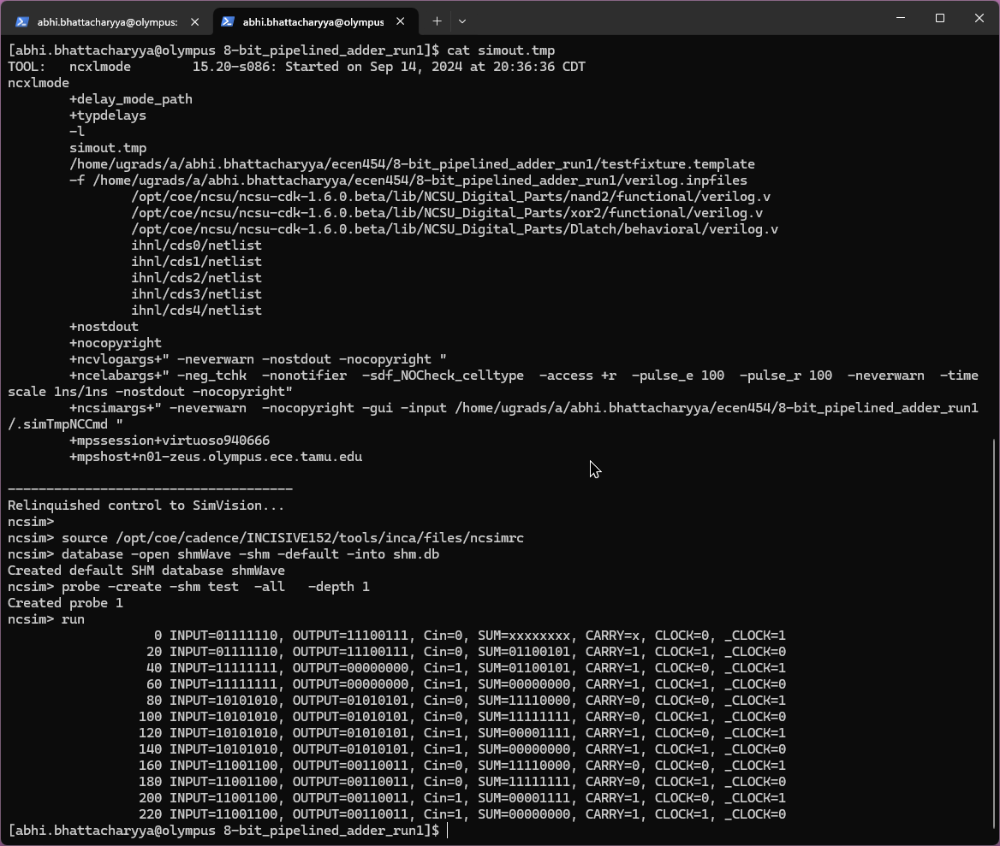 abhi.bhattacharyya@olympus:
abhi.bhattacharyya@olympus
[abhi.bhattacharyya@olympus 8-bit_pipelined_adder_run1]$ cat simout.tmp
TOOL:   ncxlmode        15.20-s086: Started on Sep 14, 2024 at 20:36:36 CDT
ncxlmode
        +delay_mode_path
        +typdelays
        -l
        simout.tmp
        /home/ugrads/a/abhi.bhattacharyya/ecen454/8-bit_pipelined_adder_run1/testfixture.template
        -f /home/ugrads/a/abhi.bhattacharyya/ecen454/8-bit_pipelined_adder_run1/verilog.inpfiles
                /opt/coe/ncsu/ncsu-cdk-1.6.0.beta/lib/NCSU_Digital_Parts/nand2/functional/verilog.v
                /opt/coe/ncsu/ncsu-cdk-1.6.0.beta/lib/NCSU_Digital_Parts/xor2/functional/verilog.v
                /opt/coe/ncsu/ncsu-cdk-1.6.0.beta/lib/NCSU_Digital_Parts/Dlatch/behavioral/verilog.v
                ihnl/cds0/netlist
                ihnl/cds1/netlist
                ihnl/cds2/netlist
                ihnl/cds3/netlist
                ihnl/cds4/netlist
        +nostdout
        +nocopyright
        +ncvlogargs+" -neverwarn -nostdout -nocopyright "
        +ncelabargs+" -neg_tchk  -nonotifier  -sdf_NOCheck_celltype  -access +r  -pulse_e 100  -pulse_r 100  -neverwarn  -time
scale 1ns/1ns -nostdout -nocopyright"
        +ncsimargs+" -neverwarn  -nocopyright -gui -input /home/ugrads/a/abhi.bhattacharyya/ecen454/8-bit_pipelined_adder_run1
/.simTmpNCCmd "
        +mpssession+virtuoso940666
        +mpshost+n01-zeus.olympus.ece.tamu.edu
-------------------------------------
Relinquished control to SimVision...
ncsim>
ncsim> source /opt/coe/cadence/INCISIVE152/tools/inca/files/ncsimrc
ncsim> database -open shmWave -shm -default -into shm.db
Created default SHM database shmWave
ncsim> probe -create -shm test  -all   -depth 1
Created probe 1
ncsim> run
                   0 INPUT=01111110, OUTPUT=11100111, Cin=0, SUM=xxxxxxxx, CARRY=x, CLOCK=0, _CLOCK=1
                  20 INPUT=01111110, OUTPUT=11100111, Cin=0, SUM=01100101, CARRY=1, CLOCK=1, _CLOCK=0
                  40 INPUT=11111111, OUTPUT=00000000, Cin=1, SUM=01100101, CARRY=1, CLOCK=0, _CLOCK=1
                  60 INPUT=11111111, OUTPUT=00000000, Cin=1, SUM=00000000, CARRY=1, CLOCK=1, _CLOCK=0
                  80 INPUT=10101010, OUTPUT=01010101, Cin=0, SUM=11110000, CARRY=0, CLOCK=0, _CLOCK=1
                 100 INPUT=10101010, OUTPUT=01010101, Cin=0, SUM=11111111, CARRY=0, CLOCK=1, _CLOCK=0
                 120 INPUT=10101010, OUTPUT=01010101, Cin=1, SUM=00001111, CARRY=1, CLOCK=0, _CLOCK=1
                 140 INPUT=10101010, OUTPUT=01010101, Cin=1, SUM=00000000, CARRY=1, CLOCK=1, _CLOCK=0
                 160 INPUT=11001100, OUTPUT=00110011, Cin=0, SUM=11110000, CARRY=0, CLOCK=0, _CLOCK=1
                 180 INPUT=11001100, OUTPUT=00110011, Cin=0, SUM=11111111, CARRY=0, CLOCK=1, _CLOCK=0
                 200 INPUT=11001100, OUTPUT=00110011, Cin=1, SUM=00001111, CARRY=1, CLOCK=0, _CLOCK=1
                 220 INPUT=11001100, OUTPUT=00110011, Cin=1, SUM=00000000, CARRY=1, CLOCK=1, _CLOCK=0
[abhi.bhattacharyya@olympus 8-bit_pipelined_adder_run1]$